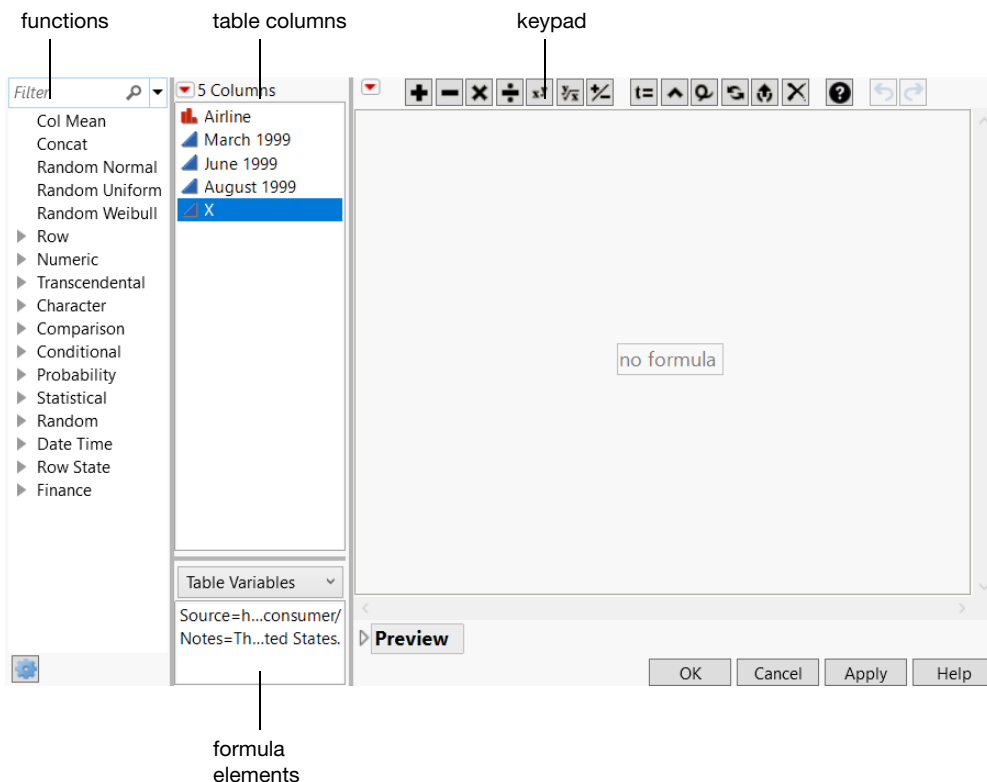 functions
table columns
keypad
Filter
Col Mean
Concat
Random Normal
Random Uniform
Random Weibull
Row
Numeric
Transcendental
Character
Comparison
Conditional
Probability
Statistical
Random
Date Time
Row State
Finance
5 Columns
Airline
March 1999
June 1999
August 1999
X
Table Variables
Source=h...consumer/
Notes=Th...ted States.
t=
no formula
Preview
OK
Cancel
Apply
Help
formula
elements